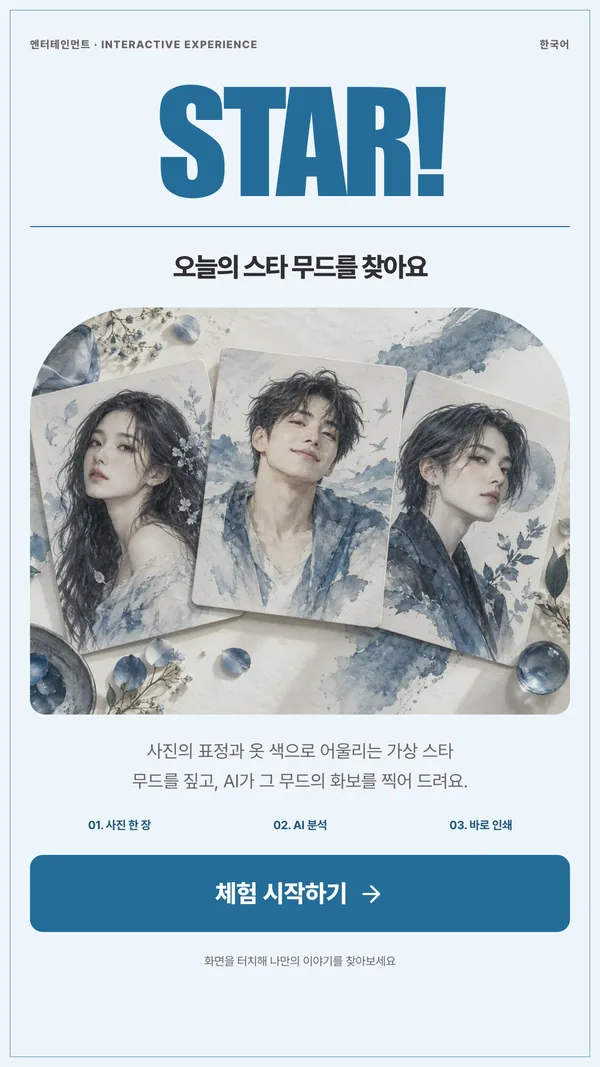 엔터테인먼트 · INTERACTIVE EXPERIENCE
한국어
STAR!
오늘의 스타 무드를 찾아요
사진의 표정과 옷 색으로 어울리는 가상 스타
무드를 짚고, AI가 그 무드의 화보를 찍어 드려요.
01. 사진 한 장
02. AI 분석
03. 바로 인쇄
체험 시작하기 →
화면을 터치해 나만의 이야기를 찾아보세요